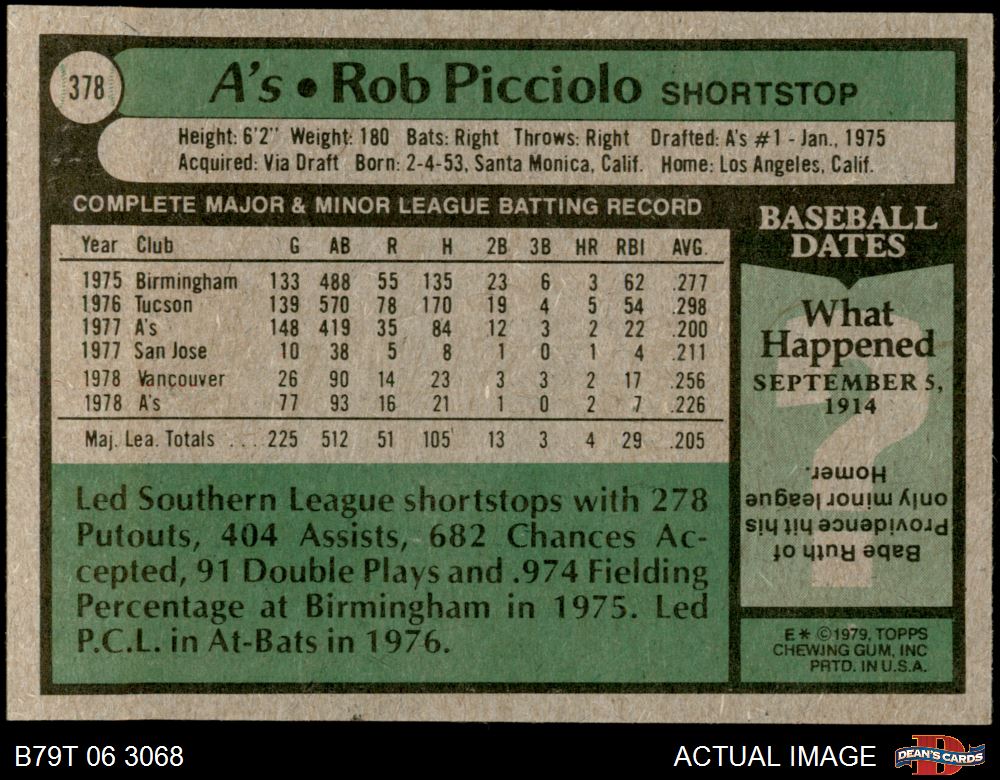 378
A's • Rob Picciolo SHORTSTOP
Height: 6'2" Weight: 180 Bats: Right Throws: Right Drafted: A's #1 - Jan., 1975
Acquired: Via Draft Born: 2-4-53, Santa Monica, Calif. Home: Los Angeles, Calif.
COMPLETE MAJOR & MINOR LEAGUE BATTING RECORD
Year Club G AB R H 2B 3B HR RBI AVG.
1975 Birmingham 133 488 55 135 23 6 3 62 .277
1976 Tucson 139 570 78 170 19 4 5 54 .298
1977 A's 148 419 35 84 12 3 2 22 .200
1977 San Jose 10 38 5 8 1 0 1 4 .211
1978 Vancouver 26 90 14 23 3 3 2 17 .256
1978 A's 77 93 16 21 1 0 2 7 .226
Maj. Lea. Totals . . . 225 512 51 105 13 3 4 29 .205
Led Southern League shortstops with 278
Putouts, 404 Assists, 682 Chances Ac-
cepted, 91 Double Plays and .974 Fielding
Percentage at Birmingham in 1975. Led
P.C.L. in At-Bats in 1976.
BASEBALL
DATES
What
Happened
SEPTEMBER 5,
1914
?
Babe Ruth of
Providence hit his
only minor league
Homer.
E * ©1979, TOPPS
CHEWING GUM, INC
PRTD. IN U.S.A.
B79T 06 3068
ACTUAL IMAGE
D
DEAN'S CARDS